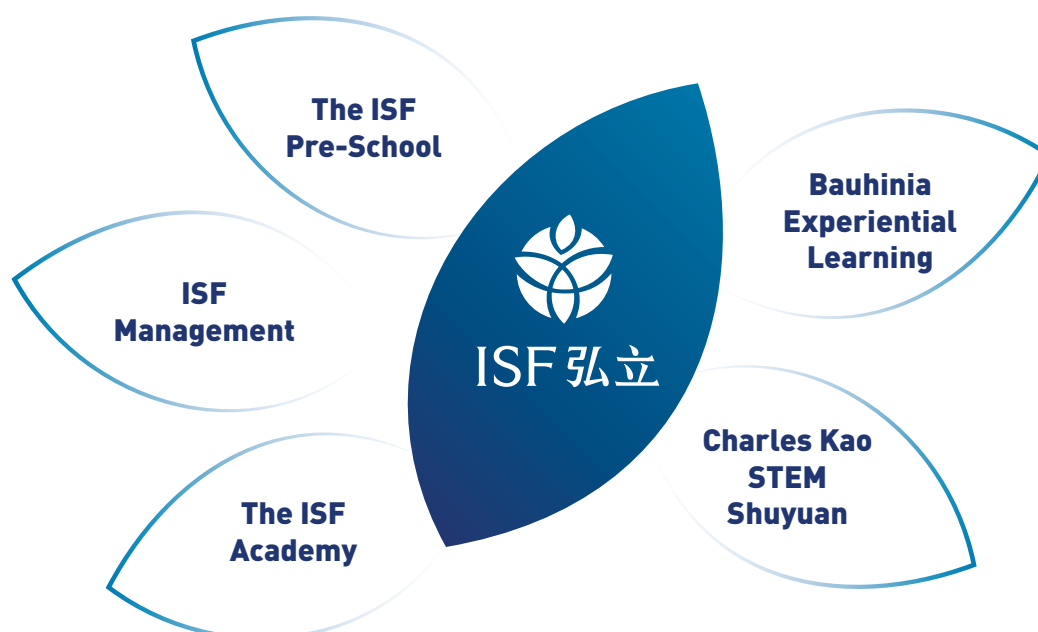 The ISF
Pre-School
ISF
Management
The ISF
Academy
ISF 弘立
Bauhinia
Experiential
Learning
Charles Kao
STEM
Shuyuan